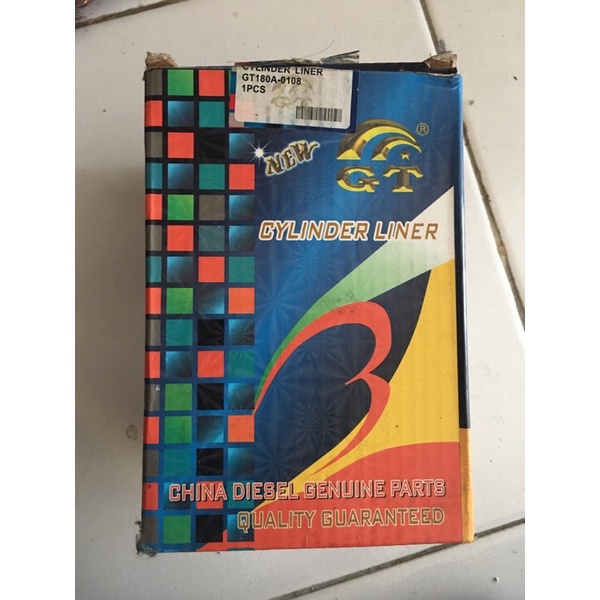 CYLINDER LINER
GT180A-0108
1PCS
NEW
GT
®
CYLINDER LINER
CHINA DIESEL GENUINE PARTS
QUALITY GUARANTEED